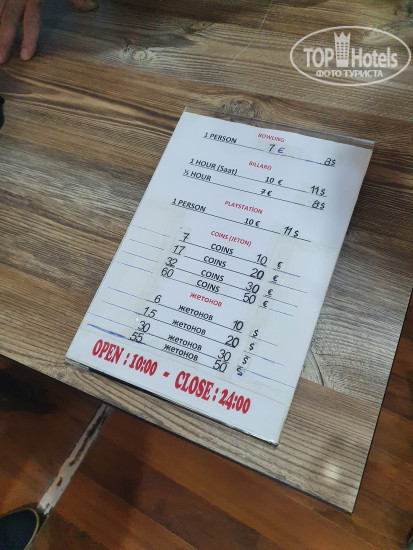 TOP Hotels
ФОТО ТУРИСТА
BOWLING
1 PERSON 7 € 8$
BILLARD
1 HOUR (Saat) 10 € 11$
½ HOUR 7 € 8$
PLAYSTATION
1 PERSON 10 € 11$
COINS (JETON)
7 COINS 10 €
17 COINS 20 €
32 COINS 30 €
60 COINS 50 €
ЖЕТОНОВ
6 ЖЕТОНОВ 10 $
15 ЖЕТОНОВ 20 $
30 ЖЕТОНОВ 30 $
55 ЖЕТОНОВ 50 $
OPEN : 10:00 - CLOSE : 24:00